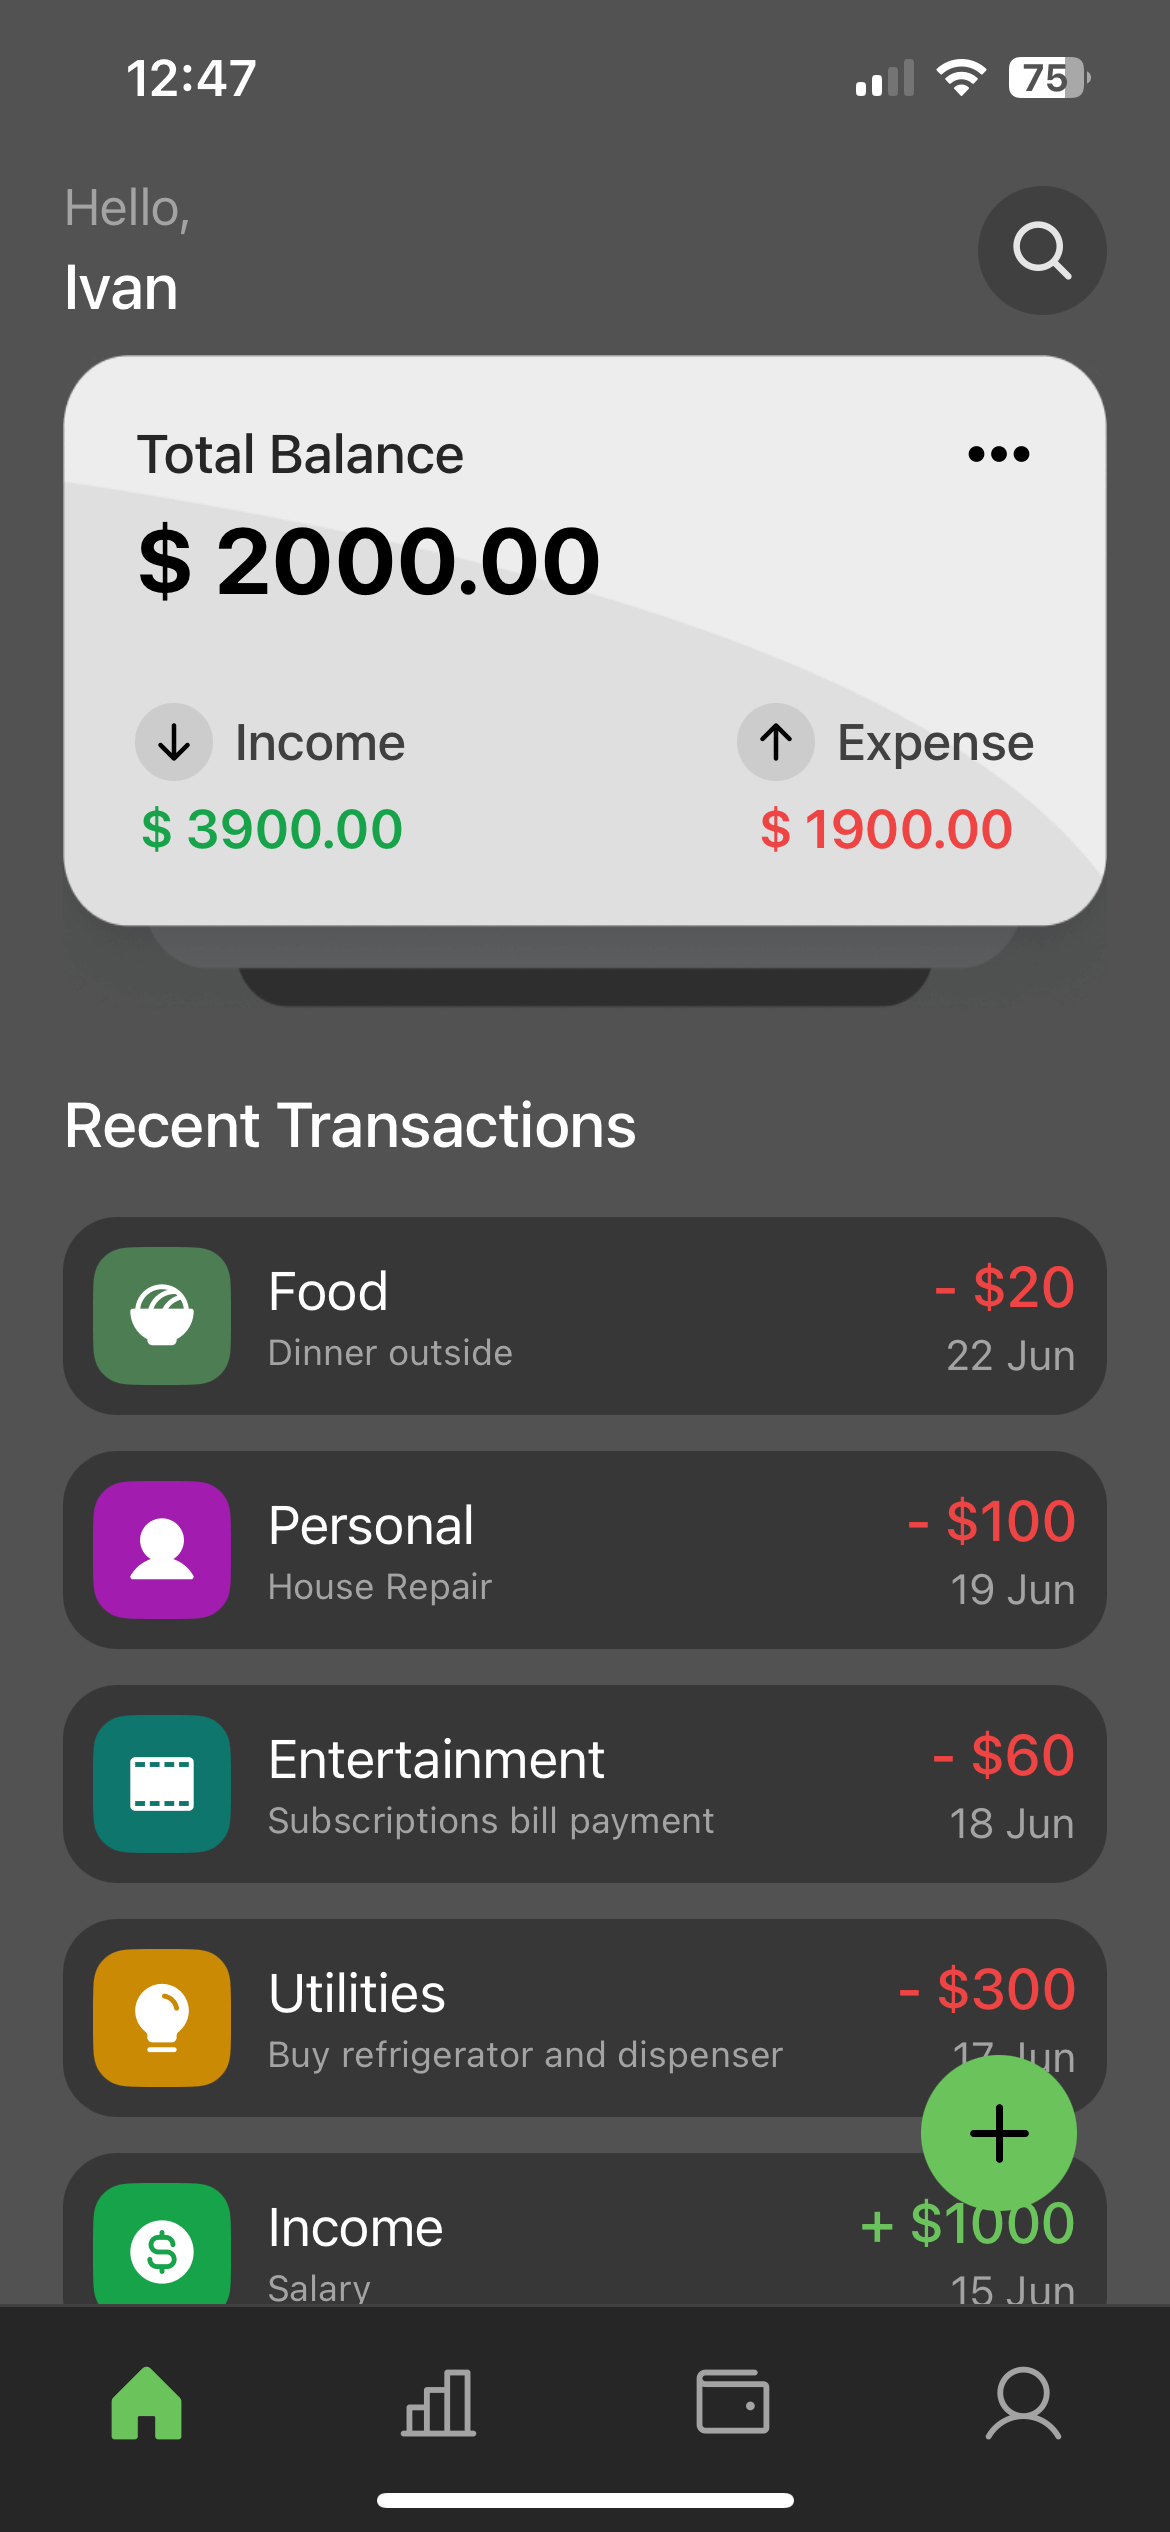 12:47
75
Hello,
Ivan
Total Balance
$ 2000.00
Income
Expense
$ 3900.00
$ 1900.00
Recent Transactions
Food
- $20
Dinner outside
22 Jun
Personal
- $100
House Repair
19 Jun
Entertainment
- $60
Subscriptions bill payment
18 Jun
Utilities
- $300
Buy refrigerator and dispenser
17 Jun
Income
+ $1000
Salary
15 Jun